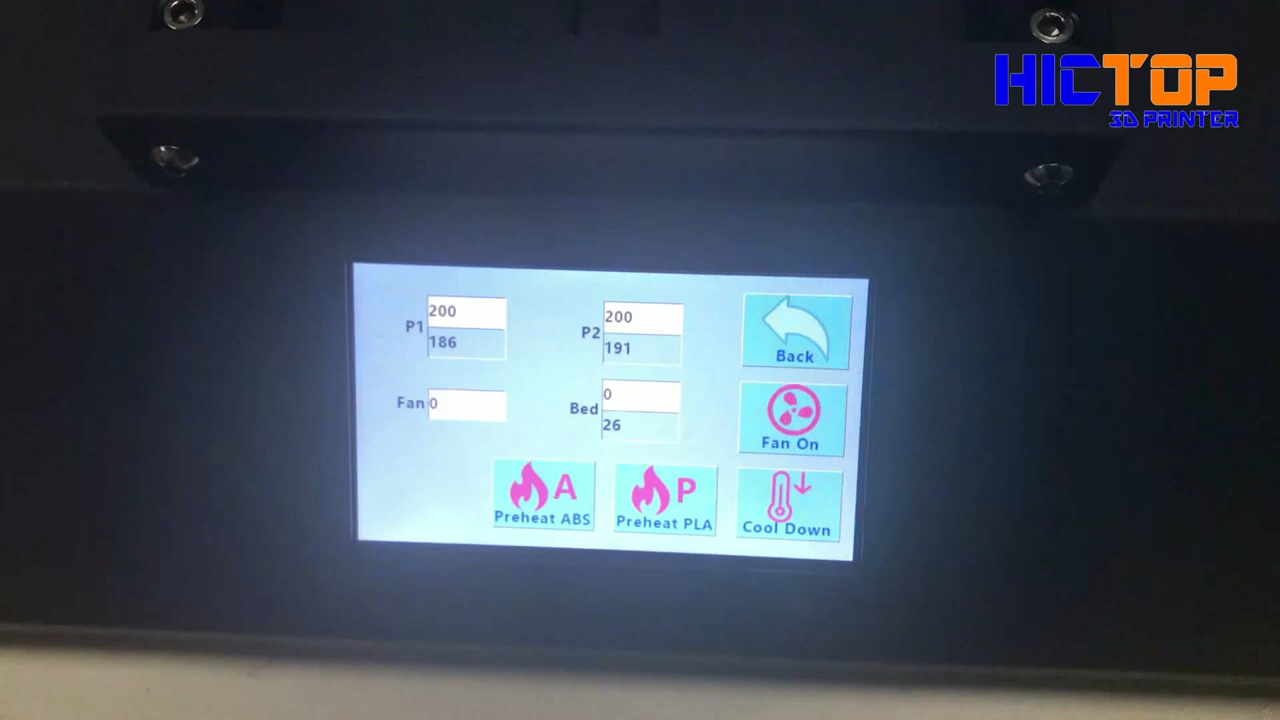 HICTOP
3D PRINTER
P1 200
186
P2 200
191
Back
Fan 0
Bed 0
26
Fan On
A
Preheat ABS
P
Preheat PLA
Cool Down